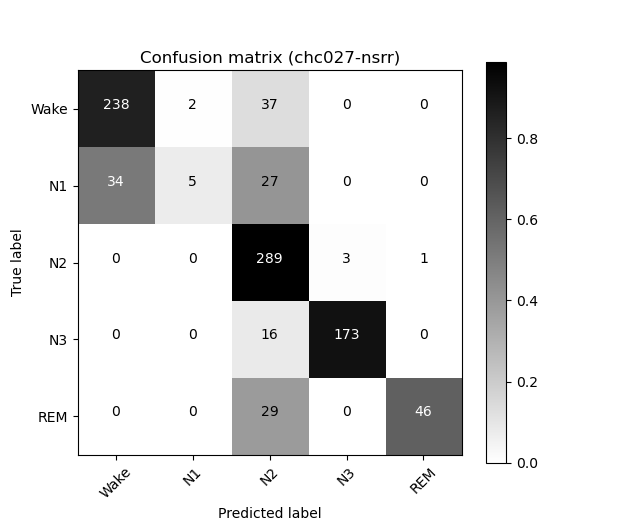 Confusion matrix (chc027-nsrr)
Wake 238 2 37 0 0
N1 34 5 27 0 0
N2 0 0 289 3 1
N3 0 0 16 173 0
REM 0 0 29 0 46
Wake N1 N2 N3 REM
Predicted label
True label
0.8
0.6
0.4
0.2
0.0